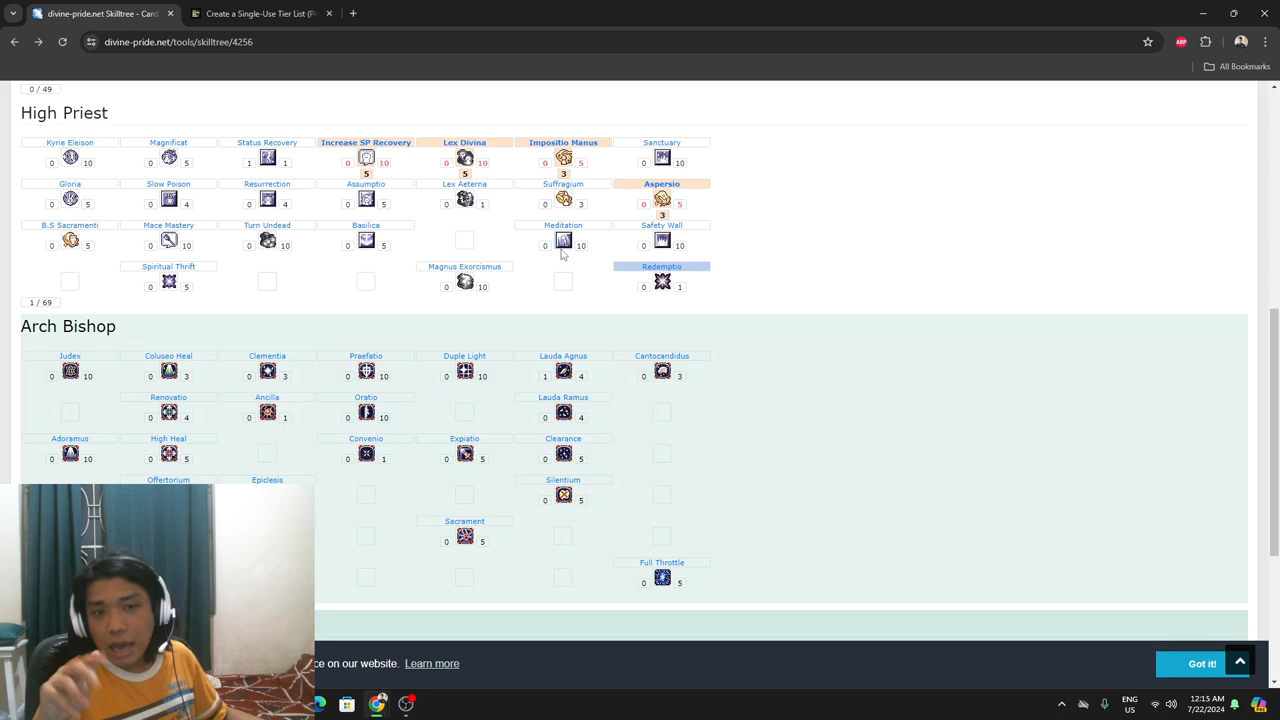 divine-pride.net Skilltree - Card
Create a Single-Use Tier List (P
divine-pride.net/tools/skilltree/4256
All Bookmarks
0 / 49
High Priest
Kyrie Eleison Magnificat Status Recovery Increase SP Recovery Lex Divina Impositio Manus Sanctuary
0 10 0 5 1 1 0 10 0 10 0 5 0 10
5 5 3
Gloria Slow Poison Resurrection Assumptio Lex Aeterna Suffragium Aspersio
0 5 0 4 0 4 0 5 0 1 0 3 0 5
3
B.S Sacramenti Mace Mastery Turn Undead Basilica Meditation Safety Wall
0 5 0 10 0 10 0 5 0 10 0 10
Spiritual Thrift Magnus Exorcismus Redemptio
0 5 0 10 0 1
1 / 69
Arch Bishop
Judex Coluseo Heal Clementia Praefatio Duple Light Lauda Agnus Cantocandidus
0 10 0 3 0 3 0 10 0 10 1 4 0 3
Renovatio Ancilla Oratio Lauda Ramus
0 4 0 1 0 10 0 4
Adoramus High Heal Convenio Expiatio Clearance
0 10 0 5 0 1 0 5 0 5
Offertorium Epiclesis Silentium
0 5
Sacrament
0 5
Full Throttle
0 5
ce on our website. Learn more
Got it!
ENG
US
12:15 AM
7/22/2024